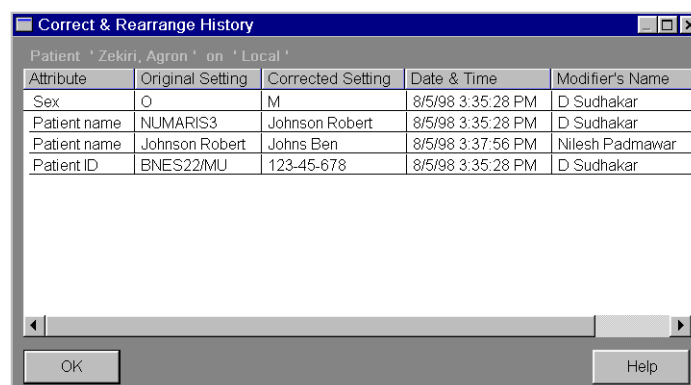 Correct & Rearrange History
Patient ' Zekiri, Agron ' on ' Local '
Attribute Original Setting Corrected Setting Date & Time Modifier's Name
Sex O M 8/5/98 3:35:28 PM D Sudhakar
Patient name NUMARIS3 Johnson Robert 8/5/98 3:35:28 PM D Sudhakar
Patient name Johnson Robert Johns Ben 8/5/98 3:37:56 PM Nilesh Padmawar
Patient ID BNES22/MU 123-45-678 8/5/98 3:35:28 PM D Sudhakar
OK Help